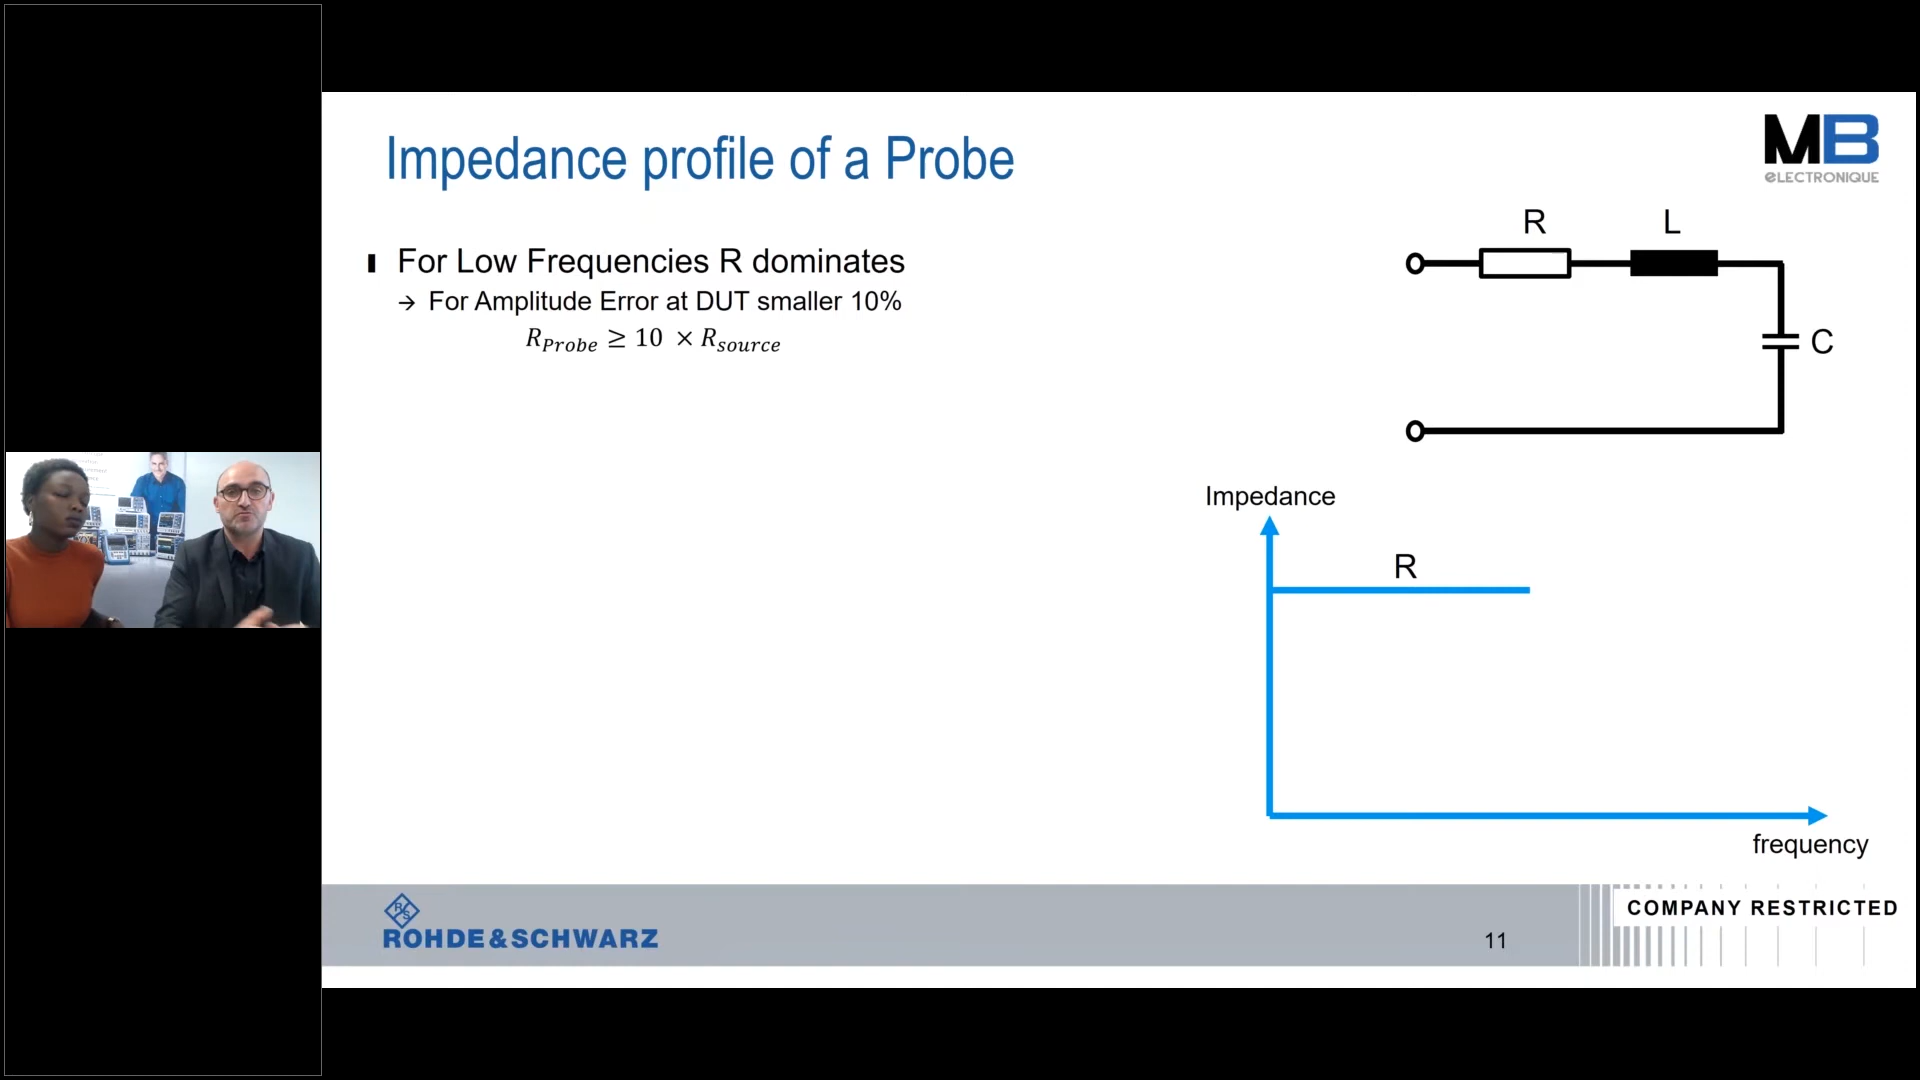 Impedance profile of a Probe
MB
eLECTRONIQUE
For Low Frequencies R dominates
→ For Amplitude Error at DUT smaller 10%
R_Probe ≥ 10 × R_source
R
L
C
Impedance
R
frequency
R S
ROHDE & SCHWARZ
11
COMPANY RESTRICTED